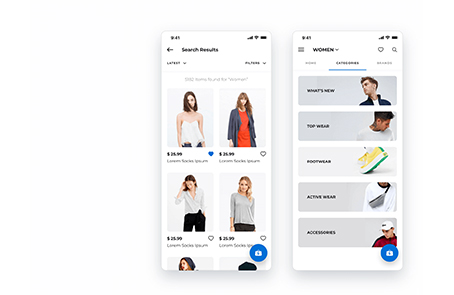 9:41
Search Results
LATEST
FILTERS
items found for "Women"
$ 25.99
$ 25.99
Lorem Socks Ipsum
Lorem Socks Ipsum
$ 25.99
$ 25.99
Lorem Socks Ipsum
Lorem Socks Ipsum
9:41
WOMEN
HOME
CATEGORIES
BRANDS
WHAT'S NEW
TOP WEAR
FOOTWEAR
ACTIVE WEAR
ACCESSORIES